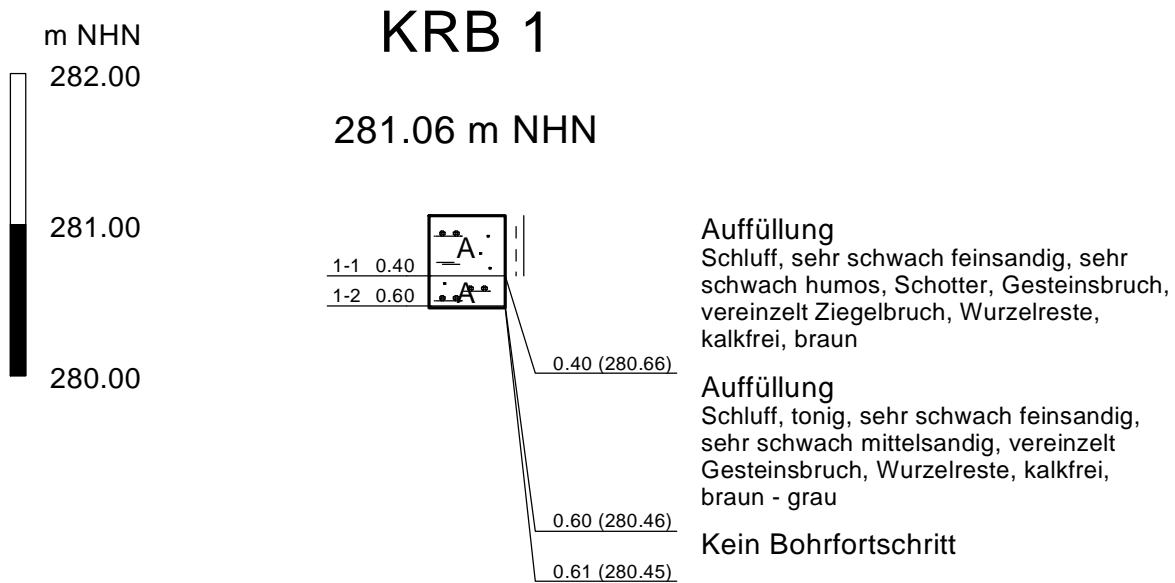 m NHN
KRB 1
282.00
281.06 m NHN
281.00
280.00
A
1-1 0.40
A
1-2 0.60
Auffüllung
Schluff, sehr schwach feinsandig, sehr
schwach humos, Schotter, Gesteinsbruch,
vereinzelt Ziegelbruch, Wurzelreste,
kalkfrei, braun
0.40 (280.66)
Auffüllung
Schluff, tonig, sehr schwach feinsandig,
sehr schwach mittelsandig, vereinzelt
Gesteinsbruch, Wurzelreste, kalkfrei,
braun - grau
0.60 (280.46)
Kein Bohrfortschritt
0.61 (280.45)